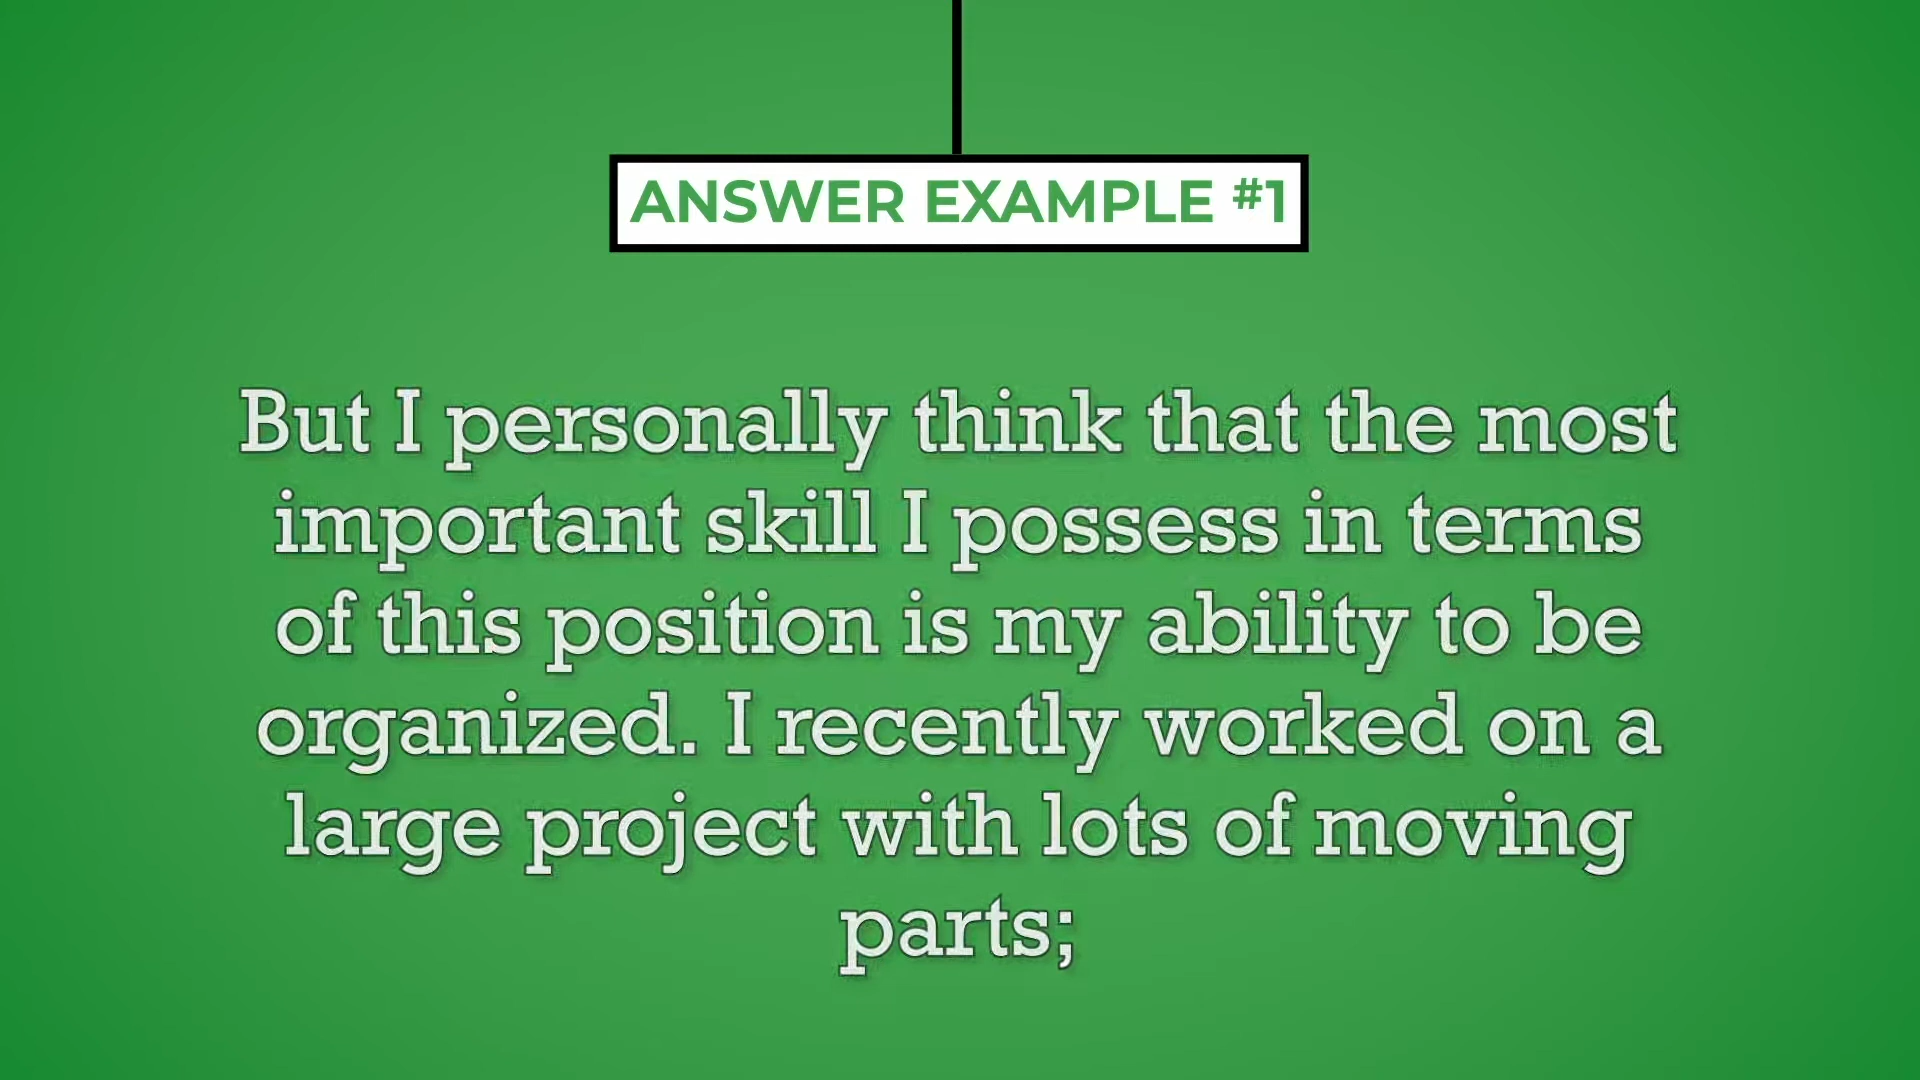 ANSWER EXAMPLE #1
But I personally think that the most
important skill I possess in terms
of this position is my ability to be
organized. I recently worked on a
large project with lots of moving
parts;